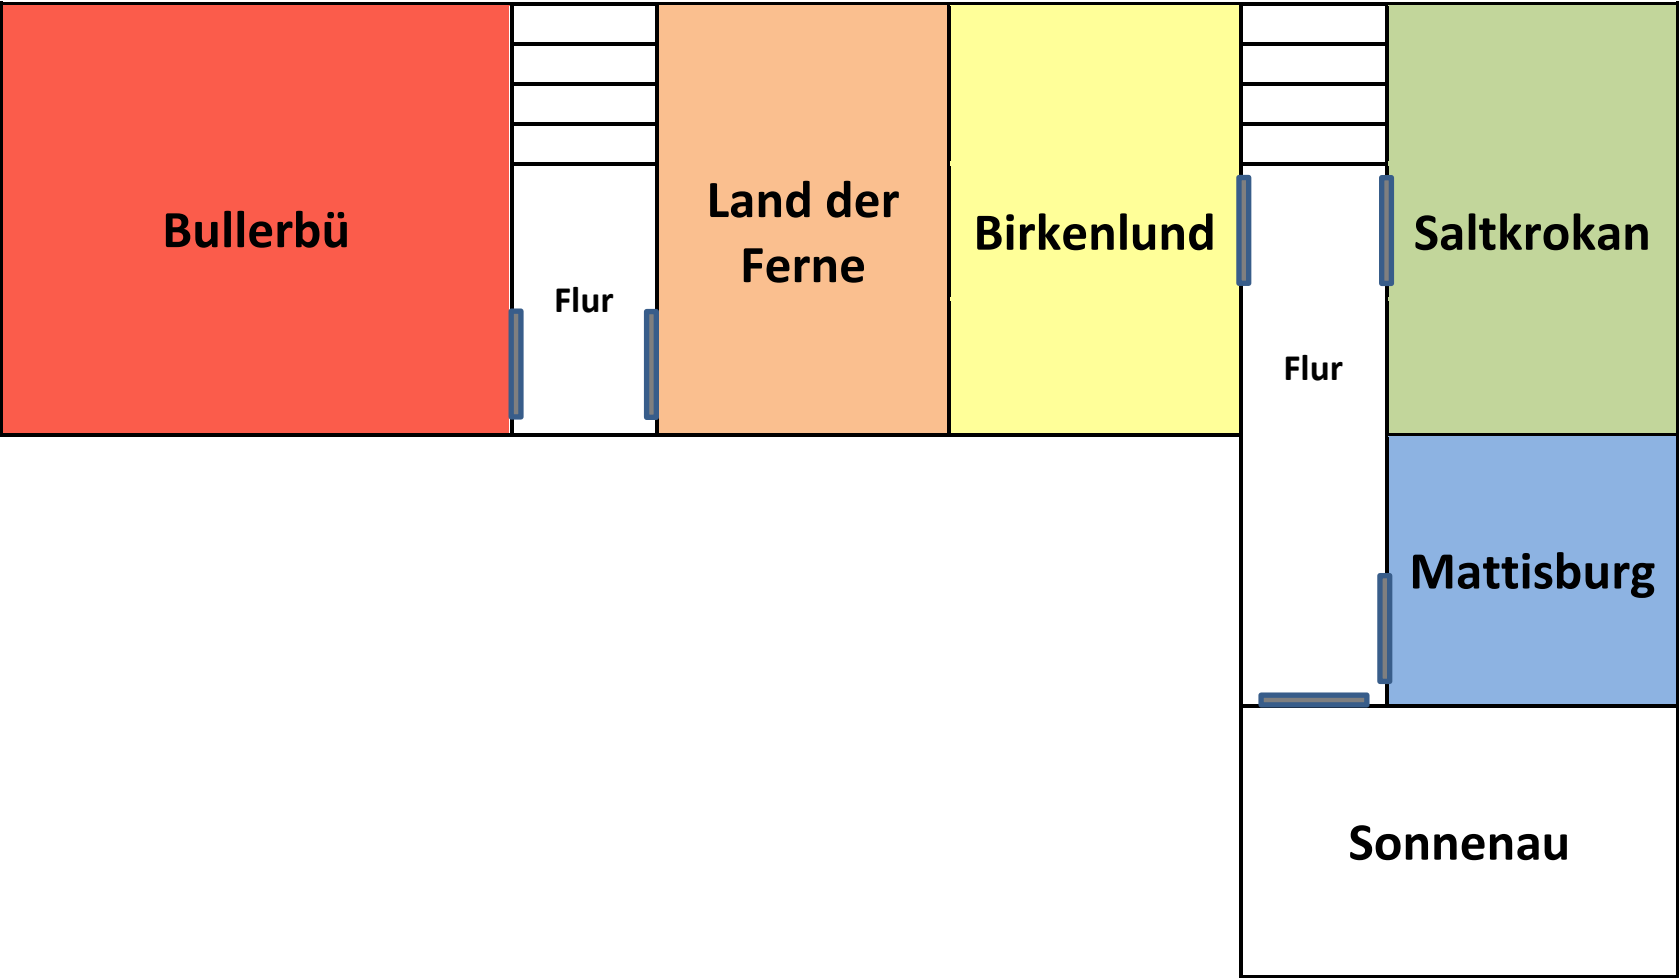 Bullerbü
Flur
Land der
Ferne
Birkenlund
Flur
Saltkrokan
Mattisburg
Sonnenau